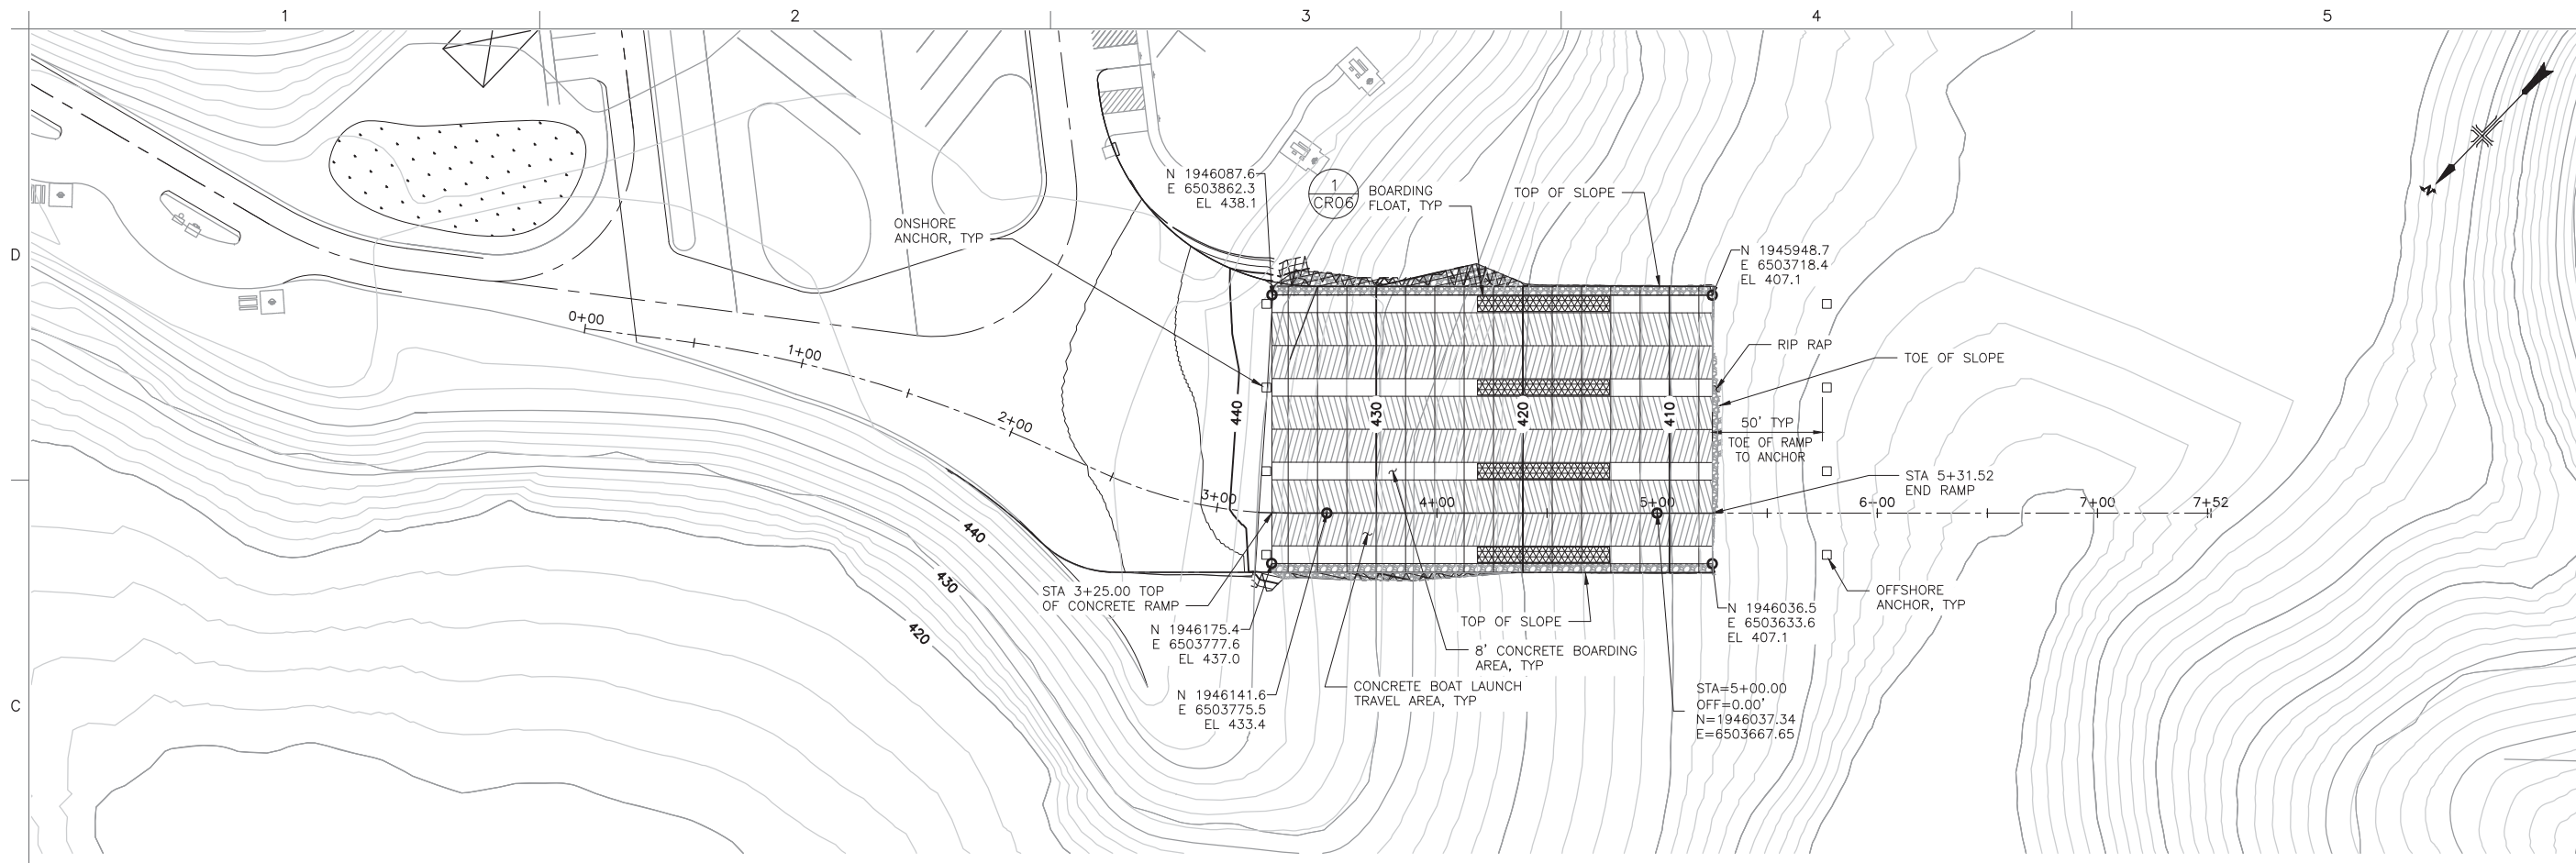 1
2
3
4
5
D
C
N 1946087.6
E 6503862.3
EL 438.1
1
CR06
BOARDING
FLOAT, TYP
TOP OF SLOPE
ONSHORE
ANCHOR, TYP
N 1945948.7
E 6503718.4
EL 407.1
RIP RAP
TOE OF SLOPE
0+00
1+00
2+00
3+00
4+00
5+00
6+00
7+00
7+52
440
430
420
410
50' TYP
TOE OF RAMP
TO ANCHOR
STA 5+31.52
END RAMP
440
430
420
STA 3+25.00 TOP
OF CONCRETE RAMP
N 1946175.4
E 6503777.6
EL 437.0
N 1946141.6
E 6503775.5
EL 433.4
TOP OF SLOPE
8' CONCRETE BOARDING
AREA, TYP
CONCRETE BOAT LAUNCH
TRAVEL AREA, TYP
N 1946036.5
E 6503633.6
EL 407.1
OFFSHORE
ANCHOR, TYP
STA=5+00.00
OFF=0.00'
N=1946037.34
E=6503667.65
N